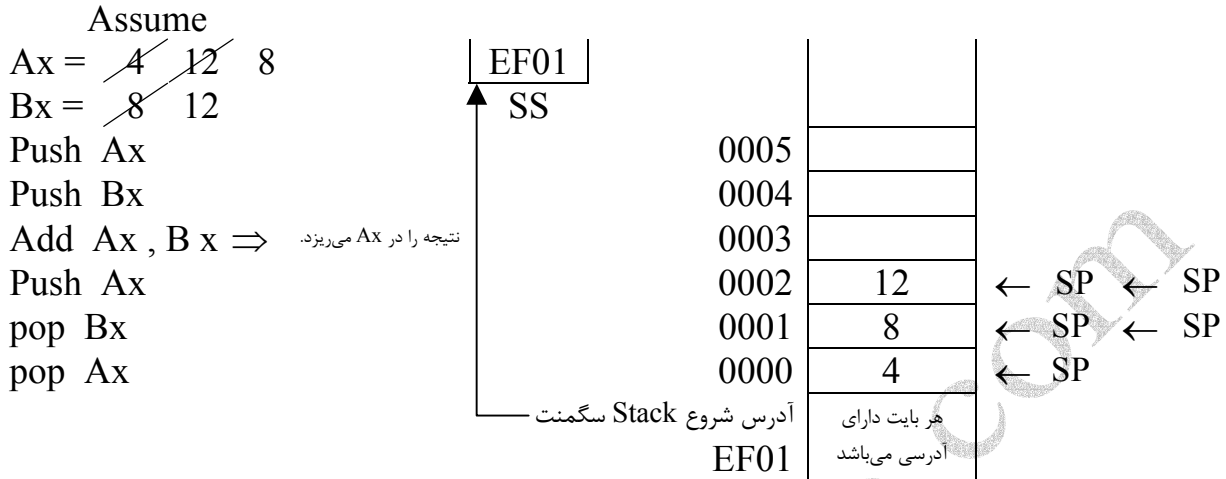 Assume
Ax = 4 12 8
Bx = 8 12
Push Ax
Push Bx
Add Ax , B x ⇒ نتیجه را در Ax می‌ریزد.
Push Ax
pop Bx
pop Ax
EF01
SS
0005
0004
0003
0002 12 ← SP ← SP
0001 8 ← SP ← SP
0000 4 ← SP
آدرس شروع Stack سگمنت
EF01
هر بایت دارای
آدرسی می‌باشد
com